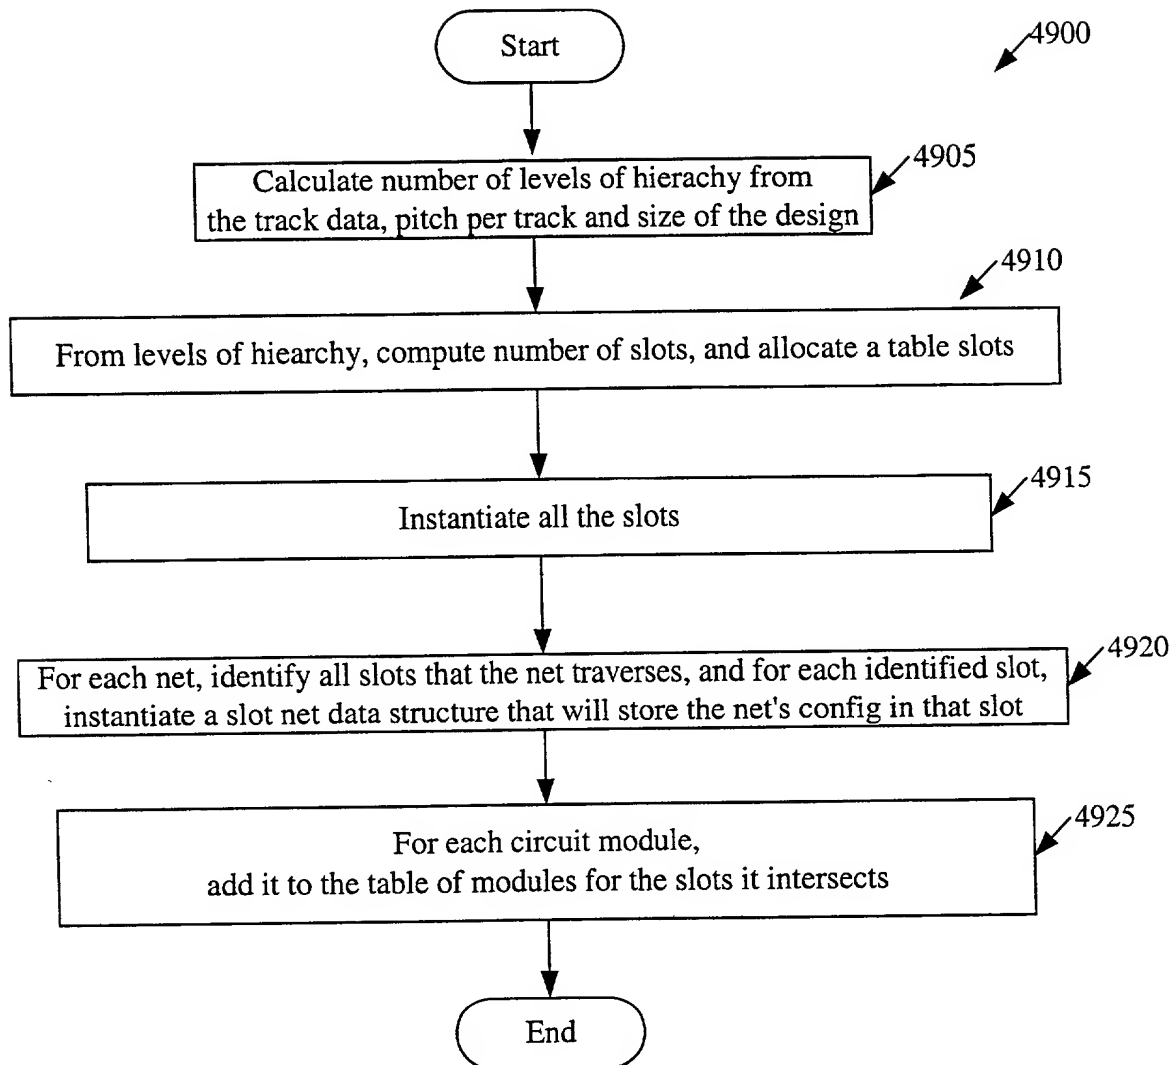 Start
4900
4905
Calculate number of levels of hierachy from
the track data, pitch per track and size of the design
4910
From levels of hiearchy, compute number of slots, and allocate a table slots
4915
Instantiate all the slots
4920
For each net, identify all slots that the net traverses, and for each identified slot,
instantiate a slot net data structure that will store the net's config in that slot
4925
For each circuit module,
add it to the table of modules for the slots it intersects
End